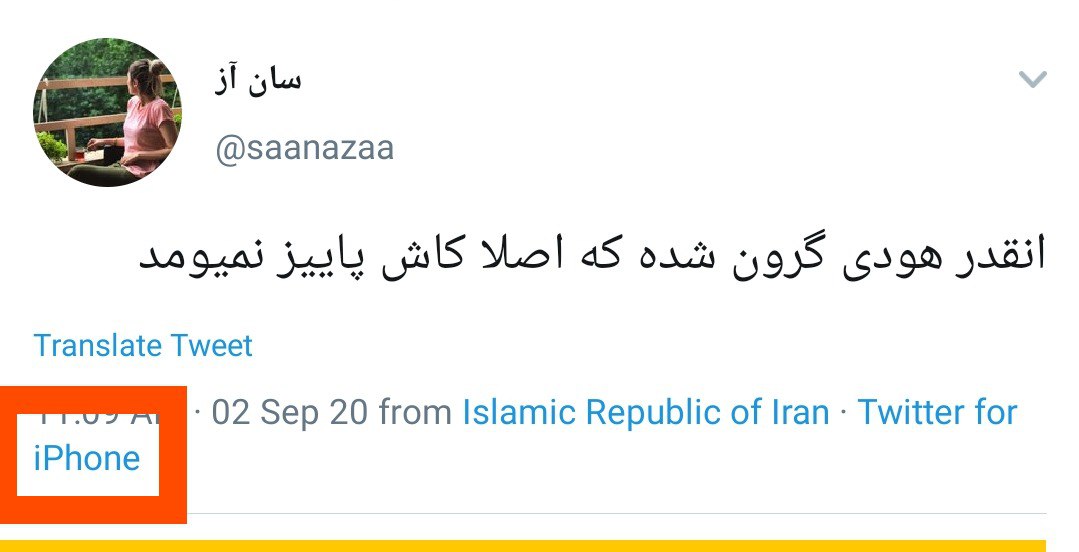 سان آز
@saanazaa
انقدر هودی گرون شده که اصلا کاش پاییز نمیومد
Translate Tweet
· 02 Sep 20 from Islamic Republic of Iran · Twitter for
iPhone